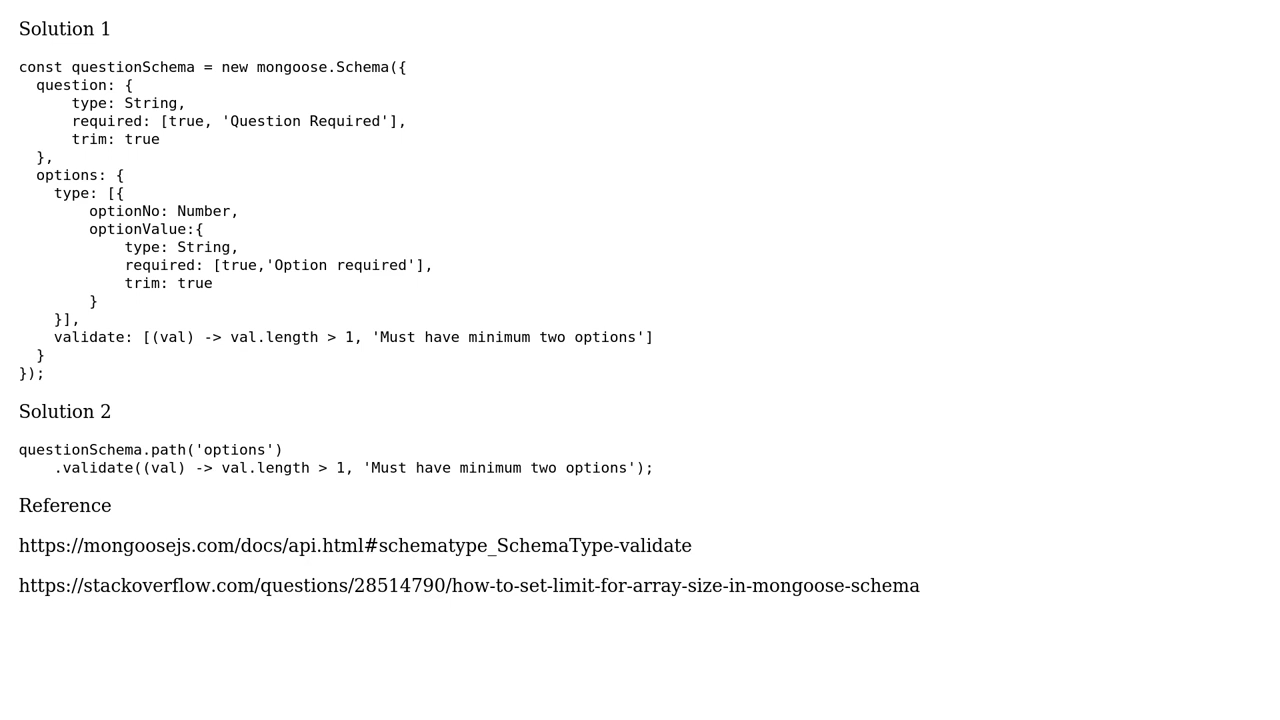 Solution 1
const questionSchema = new mongoose.Schema({
  question: {
      type: String,
      required: [true, 'Question Required'],
      trim: true
  },
  options: {
    type: [{
        optionNo: Number,
        optionValue:{
            type: String,
            required: [true,'Option required'],
            trim: true
        }
    }],
    validate: [(val) -> val.length > 1, 'Must have minimum two options']
  }
});
Solution 2
questionSchema.path('options')
    .validate((val) -> val.length > 1, 'Must have minimum two options');
Reference
https://mongoosejs.com/docs/api.html#schematype_SchemaType-validate
https://stackoverflow.com/questions/28514790/how-to-set-limit-for-array-size-in-mongoose-schema